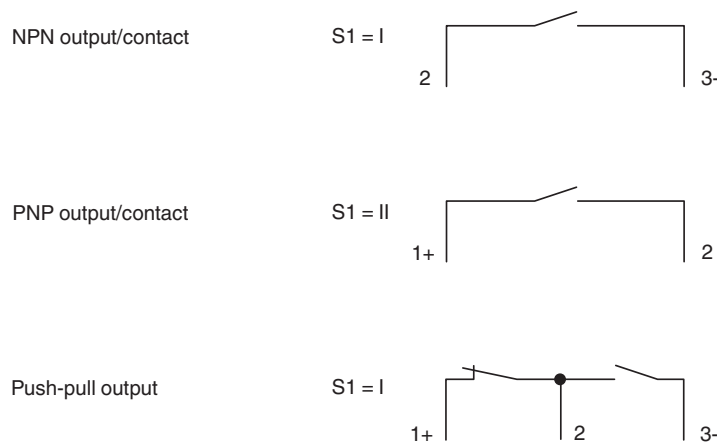 NPN output/contact S1 = I
2 3-
PNP output/contact S1 = II
1+ 2
Push-pull output S1 = I
1+ 2 3-